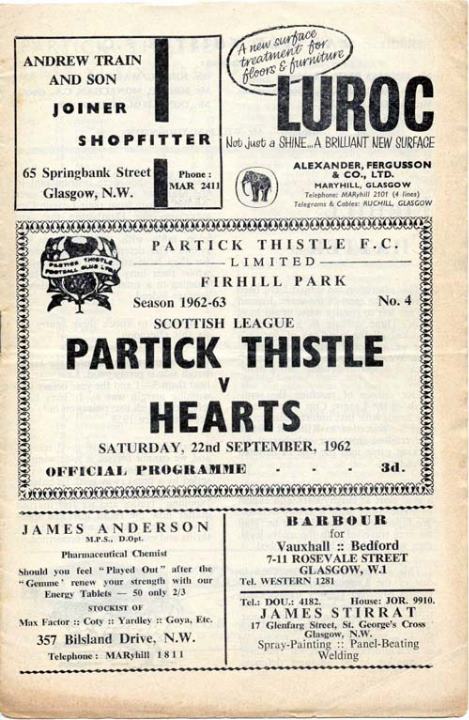 ANDREW TRAIN
AND SON
JOINER
SHOPFITTER
65 Springbank Street
Glasgow, N.W.
Phone :
MAR 2411
A new surface
treatment for
floors & furniture
LUROC
Not just a SHINE...A BRILLIANT NEW SURFACE
ALEXANDER, FERGUSSON
& CO., LTD.
MARYHILL, GLASGOW
Telephone: MARyhill 2101 (4 lines)
Telegrams & Cables: RUCHILL, GLASGOW
PARTICK THISTLE
FOOTBALL CLUB LTD.
PARTICK THISTLE F.C.
LIMITED
FIRHILL PARK
Season 1962-63 No. 4
SCOTTISH LEAGUE
PARTICK THISTLE
V
HEARTS
SATURDAY, 22nd SEPTEMBER, 1962
OFFICIAL PROGRAMME - - - 3d.
JAMES ANDERSON
M.P.S., D.Opt.
Pharmaceutical Chemist
Should you feel "Played Out" after the
"Gemme' renew your strength with our
Energy Tablets — 50 only 2/3
STOCKIST OF
Max Factor :: Coty :: Yardley :: Goya, Etc.
357 Bilsland Drive, N.W.
Telephone : MARyhill 1811
BARBOUR
for
Vauxhall :: Bedford
7-11 ROSEVALE STREET
GLASGOW, W.1
Tel. WESTERN 1281
Tel.: DOU.: 4182. House: JOR. 9910.
JAMES STIRRAT
17 Glenfarg Street, St. George's Cross
Glasgow, N.W.
Spray-Painting :: Panel-Beating
Welding